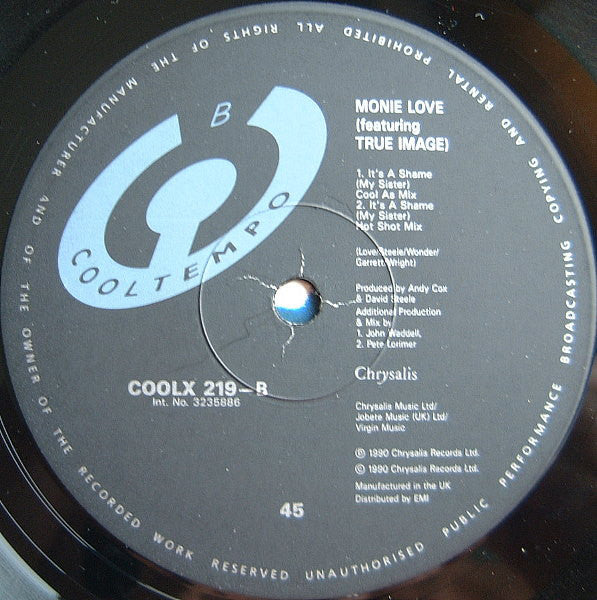 B
COOLTEMPO
MONIE LOVE
(featuring
TRUE IMAGE)
1. It's A Shame
(My Sister)
Cool As Mix
2. It's A Shame
(My Sister)
Hot Shot Mix
(Love/Steele/Wonder/
Garrett/Wright)
Produced by Andy Cox
& David Steele
Additional Production
& Mix by
1. John Waddell,
2. Pete Lorimer
COOLX 219–B
Int. No. 3235886
Chrysalis
Chrysalis Music Ltd/
Jobete Music (UK) Ltd/
Virgin Music
℗ 1990 Chrysalis Records Ltd.
© 1990 Chrysalis Records Ltd.
Manufactured in the UK
Distributed by EMI
45
ALL RIGHTS OF THE MANUFACTURER AND OF THE OWNER OF THE RECORDED WORK RESERVED UNAUTHORISED PUBLIC PERFORMANCE BROADCASTING COPYING AND RENTAL PROHIBITED